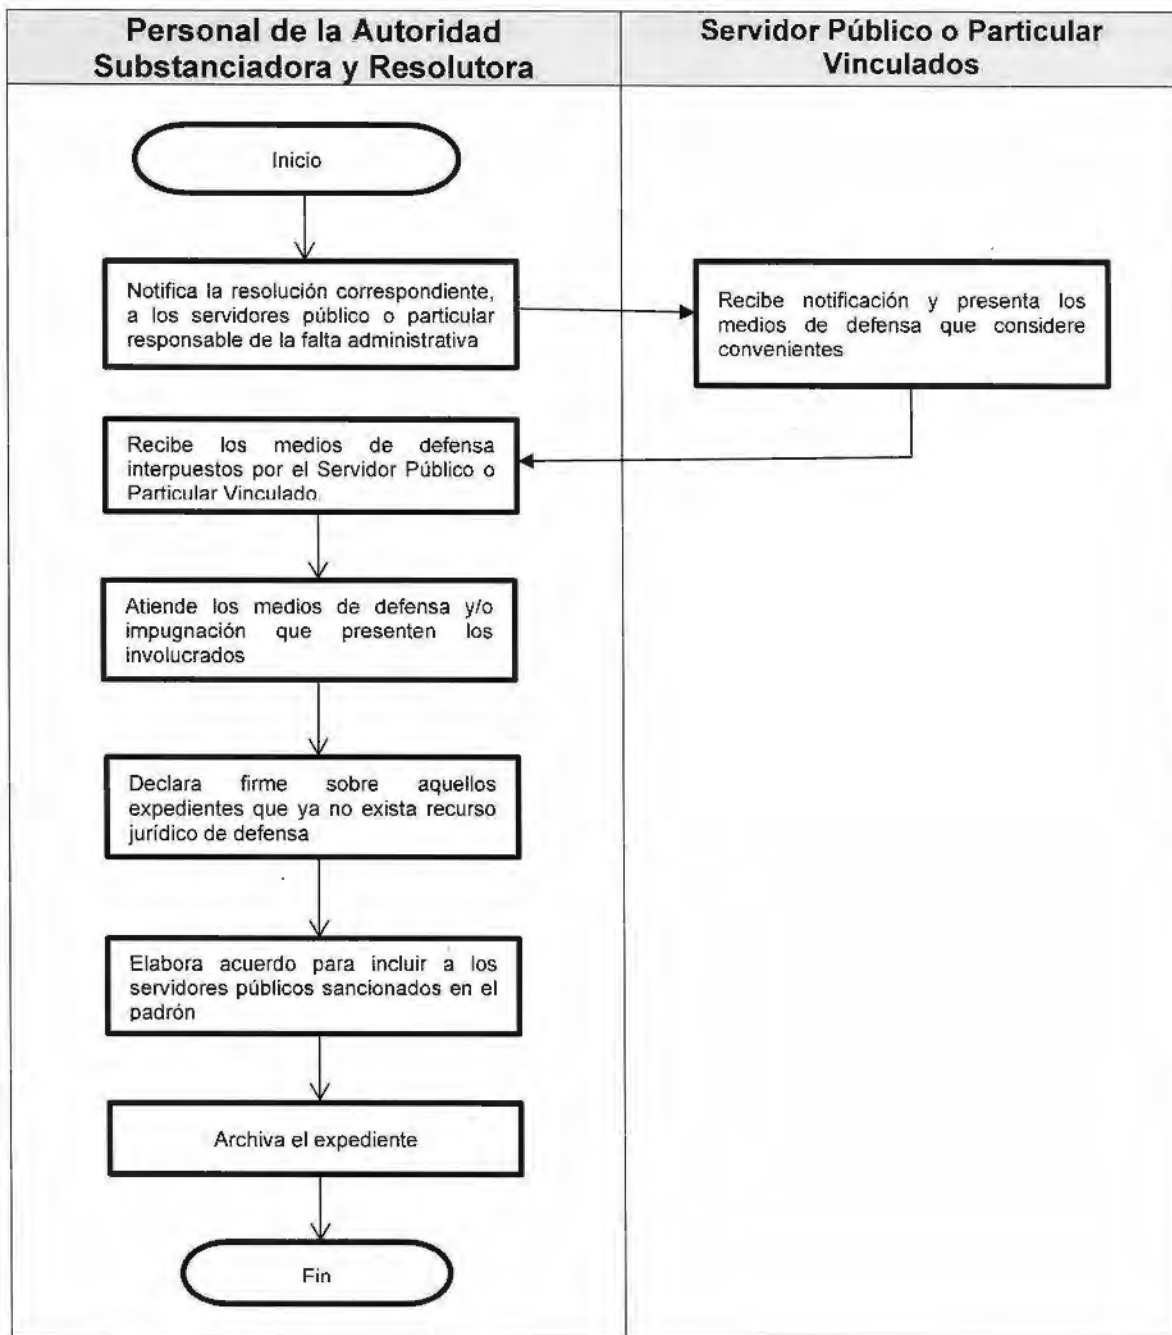 Personal de la Autoridad
Substanciadora y Resolutora
Servidor Público o Particular
Vinculados
Inicio
Notifica la resolución correspondiente,
a los servidores público o particular
responsable de la falta administrativa
Recibe notificación y presenta los
medios de defensa que considere
convenientes
Recibe los medios de defensa
interpuestos por el Servidor Público o
Particular Vinculado.
Atiende los medios de defensa y/o
impugnación que presenten los
involucrados
Declara firme sobre aquellos
expedientes que ya no exista recurso
jurídico de defensa
Elabora acuerdo para incluir a los
servidores públicos sancionados en el
padrón
Archiva el expediente
Fin